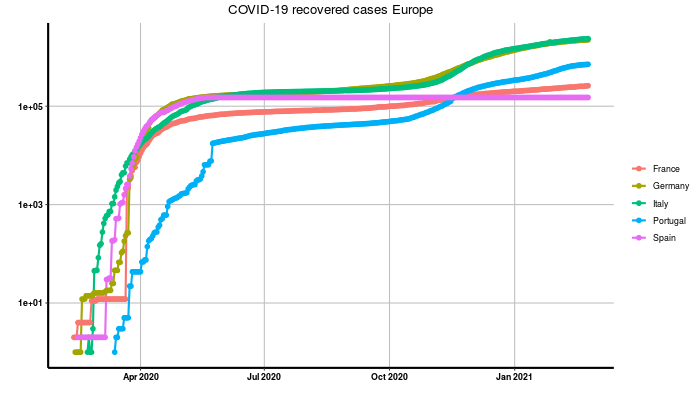 COVID-19 recovered cases Europe
1e+05
1e+03
1e+01
Apr 2020
Jul 2020
Oct 2020
Jan 2021
France
Germany
Italy
Portugal
Spain